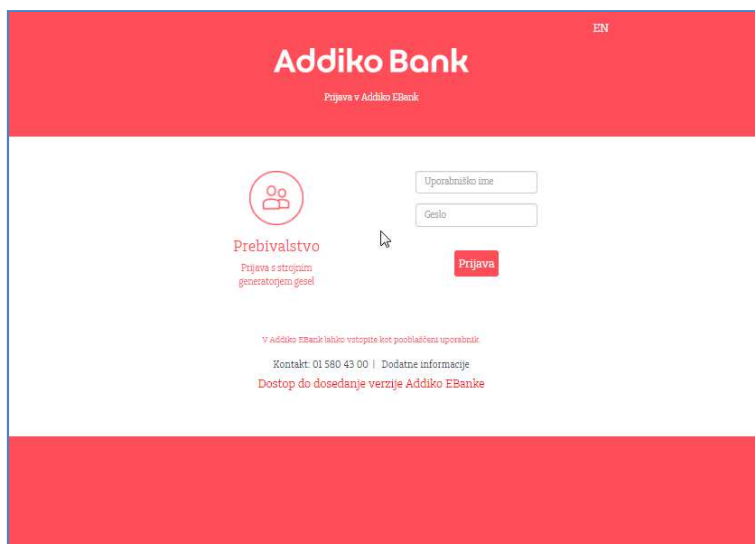 EN
Addiko Bank
Prijava v Addiko EBank
Uporabniško ime
Geslo
Prijava
Prebivalstvo
Prijava s strojnim
generatorjem gesel
V Addiko EBank lahko vstopite kot pooblaščeni uporabnik
Kontakt: 01 580 43 00 | Dodatne informacije
Dostop do dosedanje verzije Addiko EBanke